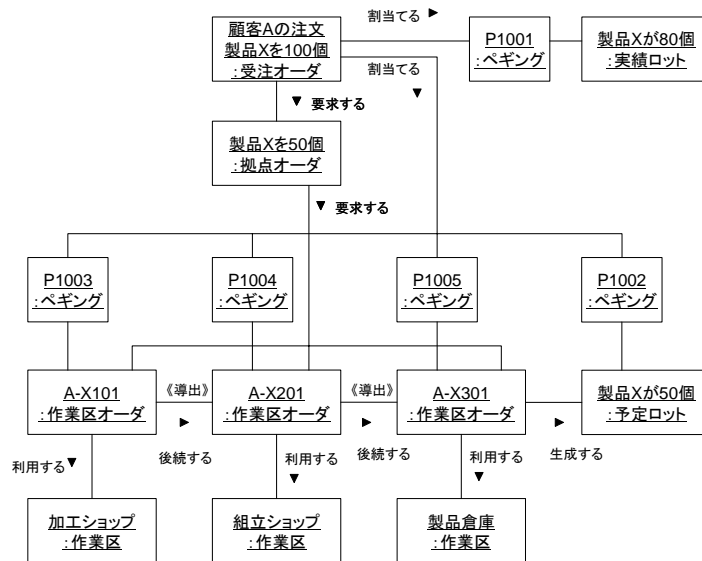 顧客Aの注文
製品Xを100個
:受注オーダ
割当てる ▶
P1001
:ペギング
製品Xが80個
:実績ロット
割当てる
▼
▼ 要求する
製品Xを50個
:拠点オーダ
▼ 要求する
P1003
:ペギング
P1004
:ペギング
P1005
:ペギング
P1002
:ペギング
A-X101
:作業区オーダ
《導出》
▶
後続する
A-X201
:作業区オーダ
《導出》
▶
後続する
A-X301
:作業区オーダ
▶
生成する
製品Xが50個
:予定ロット
利用する▼
利用する
▼
利用する
▼
加工ショップ
:作業区
組立ショップ
:作業区
製品倉庫
:作業区